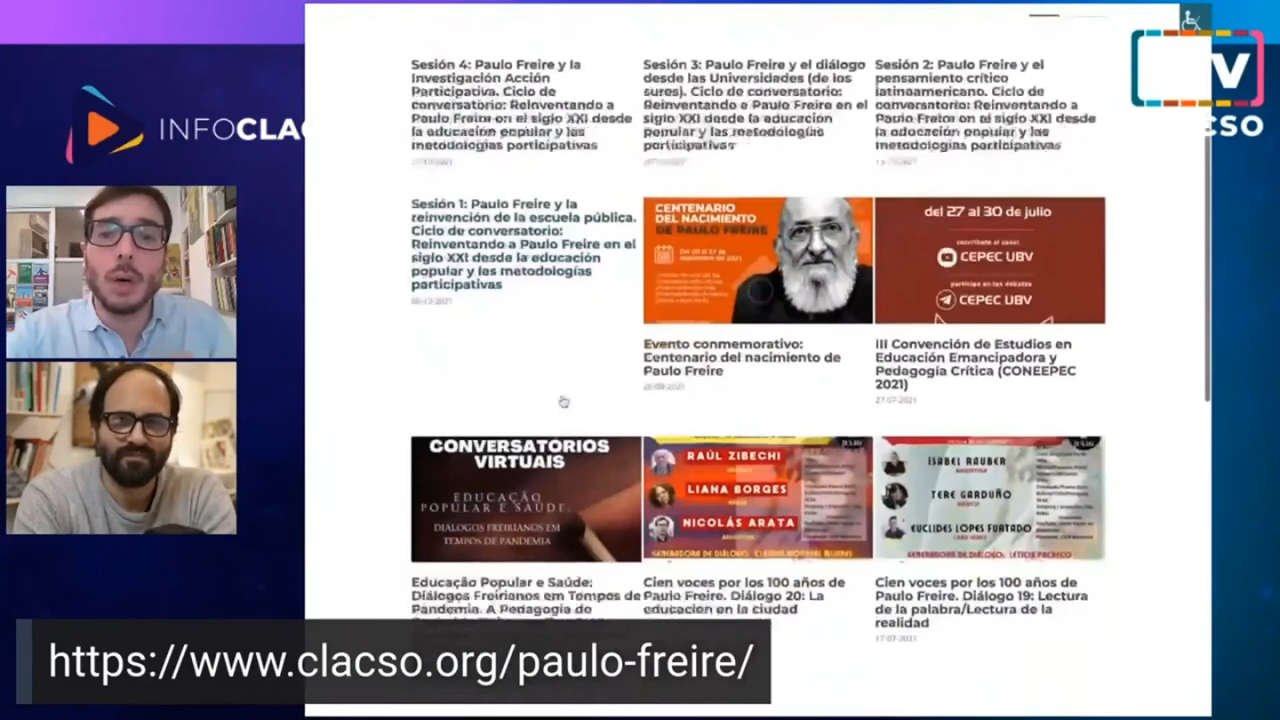 INFOCLAC
V
CSO
Sesión 4: Paulo Freire y la
Investigación Acción
Participativa. Ciclo de
conversatorio: Reinventando a
Paulo Freire en el siglo XXI desde
la educación popular y las
metodologías participativas
Sesión 3: Paulo Freire y el diálogo
desde las Universidades (de los
sures). Ciclo de conversatorio:
Reinventando a Paulo Freire en el
siglo XXI desde la educación
popular y las metodologías
participativas
Sesión 2: Paulo Freire y el
pensamiento crítico
latinoamericano. Ciclo de
conversatorio: Reinventando a
Paulo Freire en el siglo XXI desde
la educación popular y las
metodologías participativas
Sesión 1: Paulo Freire y la
reinvención de la escuela pública.
Ciclo de conversatorio:
Reinventando a Paulo Freire en el
siglo XXI desde la educación
popular y las metodologías
participativas
CENTENARIO
DEL NACIMIENTO
DE PAULO FREIRE
Evento conmemorativo:
Centenario del nacimiento de
Paulo Freire
del 27 al 30 de julio
CEPEC UBV
CEPEC UBV
III Convención de Estudios en
Educación Emancipadora y
Pedagogía Crítica (CONEEPEC
2021)
27-07-2021
CONVERSATORIOS
VIRTUAIS
EDUCAÇÃO
POPULAR E SAÚDE:
DIÁLOGOS FREIRIANOS EM
TEMPOS DE PANDEMIA
Educação Popular e Saúde:
Diálogos Freirianos em Tempos de
Pandemia. A Pedagogia do
RAÚL ZIBECHI
LIANA BORGES
NICOLÁS ARATA
Cien voces por los 100 años de
Paulo Freire. Diálogo 20: La
educacion en la ciudad
ISABEL RAUBER
TERE GARDUÑO
EUCLIDES LOPES FURTADO
GENERADORA DE DIÁLOGO: LETICIA PACHECO
Cien voces por los 100 años de
Paulo Freire. Diálogo 19: Lectura
de la palabra/Lectura de la
realidad
17-07-2021
https://www.clacso.org/paulo-freire/